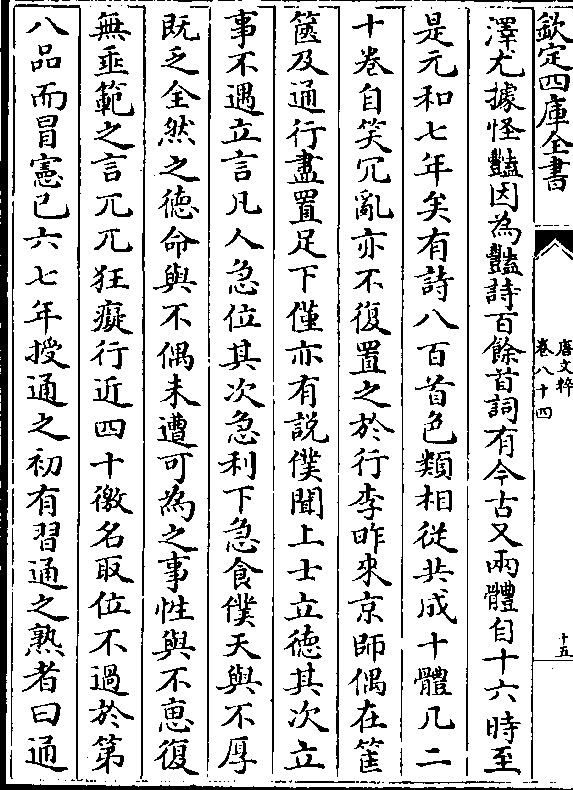 欽定四庫全書
唐文粹
卷八十四
十五
澤尤據怪豔因為豔詩百餘首詞有今古又兩體自十六時至
是元和七年矣有詩八百首色類相從共成十體凡二
十卷自笑冗亂亦不復置之於行李昨來京師偶在筐
篋及通行盡置足下僅亦有説僕聞上士立徳其次立
事不遇立言凡人急位其次急利下急食僕天與不厚
既乏全然之徳命與不偶未遭可為之事性與不惠復
無垂範之言兀兀狂癡行近四十徼名取位不過於第
八品而冒憲已六七年授通之初有習通之熟者曰通